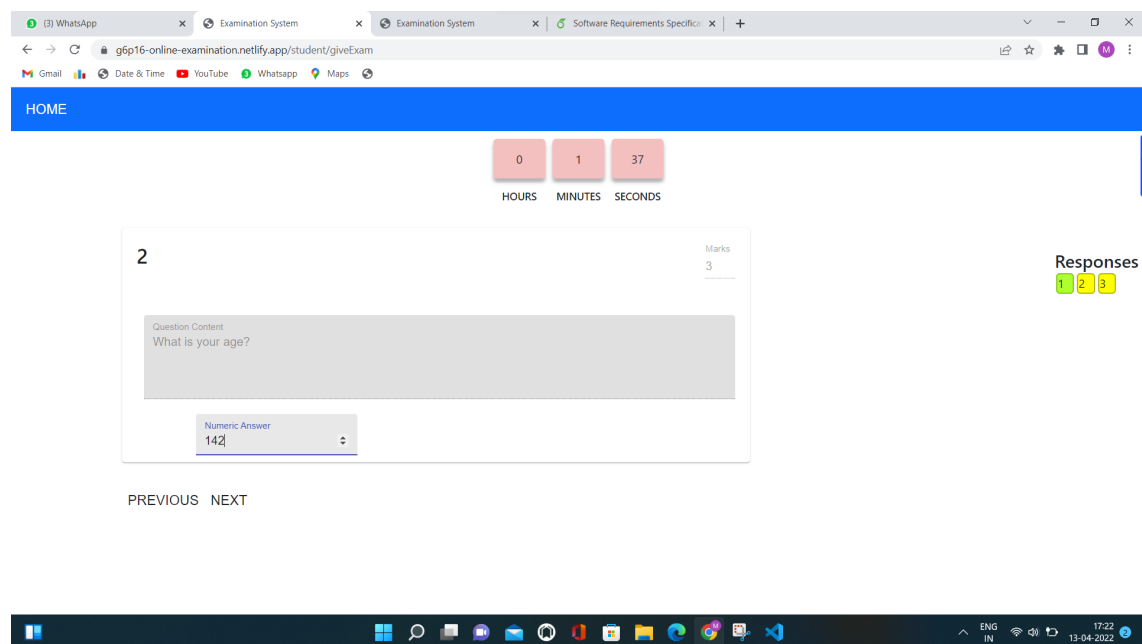 (3) WhatsApp
Examination System
Examination System
Software Requirements Specifica
g6p16-online-examination.netlify.app/student/giveExam
M
Gmail
Date & Time
YouTube
Whatsapp
Maps
HOME
0 1 37
HOURS MINUTES SECONDS
2
Marks
3
Responses
1 2 3
Question Content
What is your age?
Numeric Answer
142
PREVIOUS NEXT
ENG
IN
17:22
13-04-2022
2